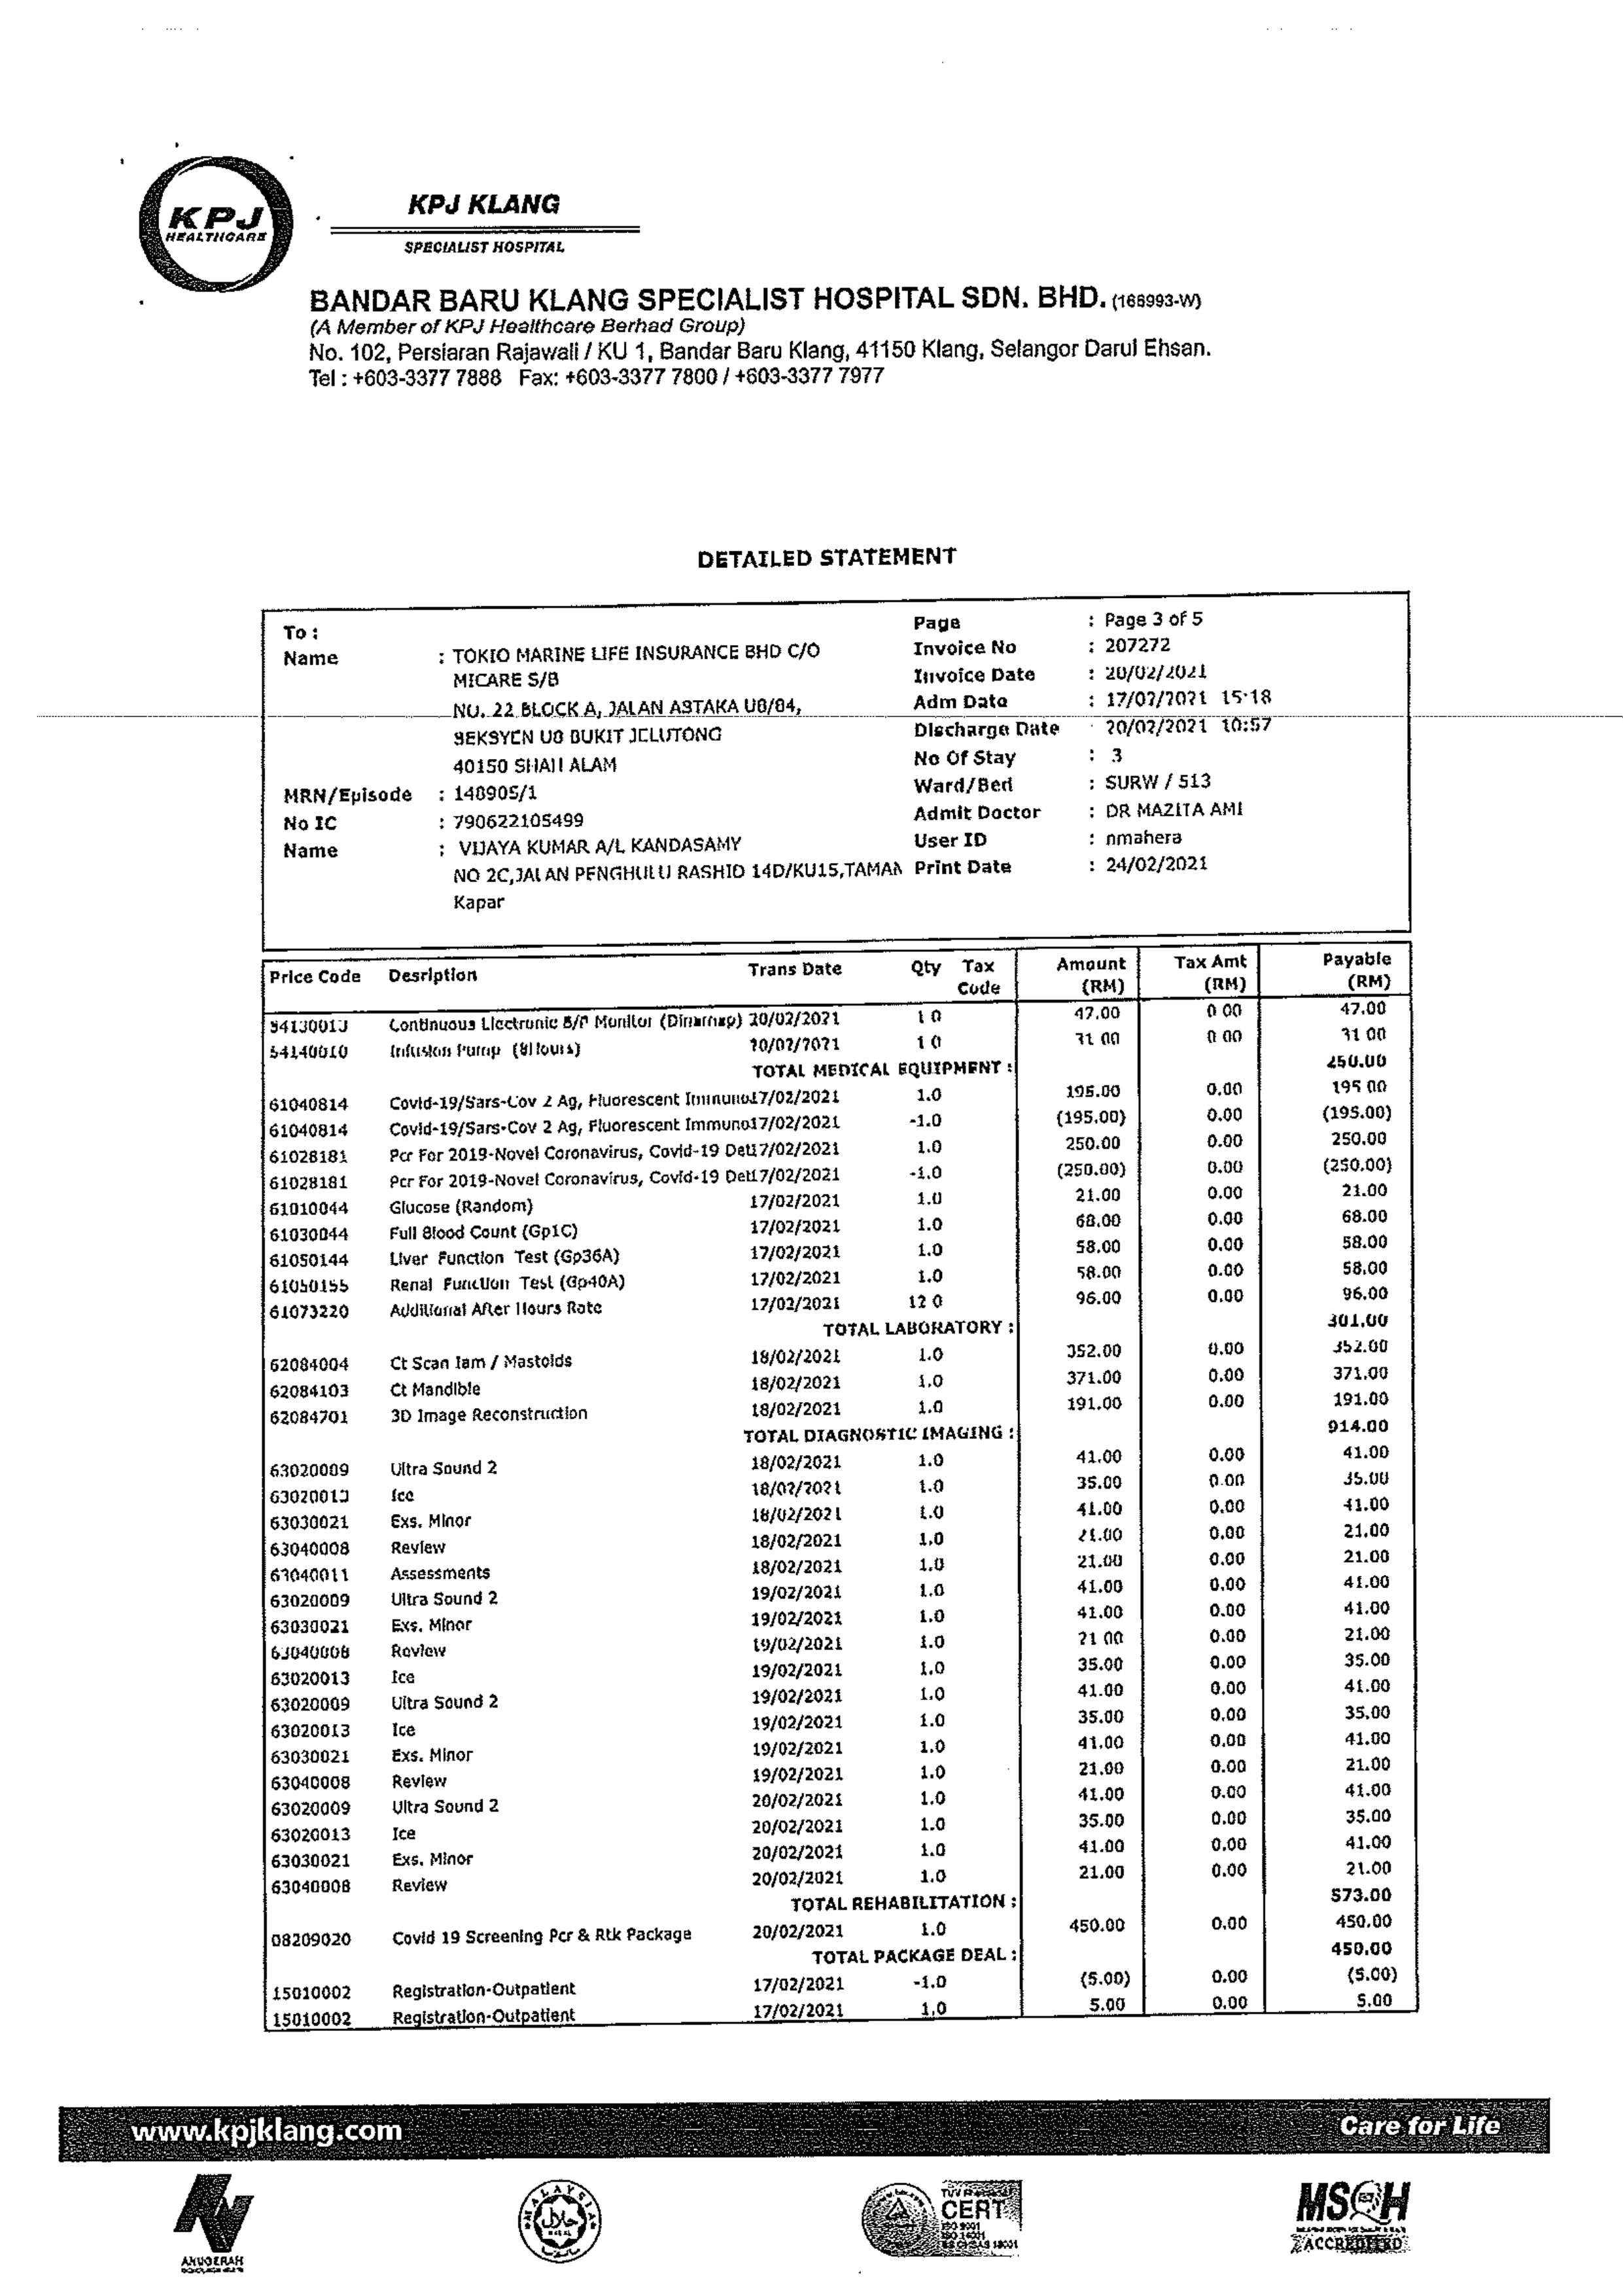 KPJ
HEALTHCARE
KPJ KLANG
SPECIALIST HOSPITAL
BANDAR BARU KLANG SPECIALIST HOSPITAL SDN. BHD. (166993-W)
(A Member of KPJ Healthcare Berhad Group)
No. 102, Persiaran Rajawali / KU 1, Bandar Baru Klang, 41150 Klang, Selangor Darul Ehsan.
Tel : +603-3377 7888 Fax: +603-3377 7800 / +603-3377 7977
DETAILED STATEMENT
To : Page : Page 3 of 5
Name : TOKIO MARINE LIFE INSURANCE BHD C/O Invoice No : 207272
MICARE S/B Invoice Date : 20/02/2021
NO. 22 BLOCK A, JALAN ASTAKA U8/84, Adm Date : 17/02/2021 15:18
SEKSYEN U8 BUKIT JELUTONG Discharge Date : 20/02/2021 10:57
40150 SHAH ALAM No Of Stay : 3
MRN/Episode : 148905/1 Ward/Bed : SURW / 513
No IC : 790622105499 Admit Doctor : DR MAZITA AMI
Name : VIJAYA KUMAR A/L KANDASAMY User ID : nmahera
NO 2C,JALAN PENGHULU RASHID 14D/KU15,TAMAN Print Date : 24/02/2021
Kapar
Price Code Desription Trans Date Qty Tax Code Amount (RM) Tax Amt (RM) Payable (RM)
54130013 Continuous Electronic B/P Monitor (Dinamap) 20/02/2021 1.0 47.00 0.00 47.00
54140010 Infusion Pump (8Hours) 20/02/2021 1.0 31.00 0.00 31.00
TOTAL MEDICAL EQUIPMENT : 250.00
61040814 Covid-19/Sars-Cov 2 Ag, Fluorescent Immuno17/02/2021 1.0 195.00 0.00 195.00
61040814 Covid-19/Sars-Cov 2 Ag, Fluorescent Immuno17/02/2021 -1.0 (195.00) 0.00 (195.00)
61028181 Pcr For 2019-Novel Coronavirus, Covid-19 Det17/02/2021 1.0 250.00 0.00 250.00
61028181 Pcr For 2019-Novel Coronavirus, Covid-19 Det17/02/2021 -1.0 (250.00) 0.00 (250.00)
61010044 Glucose (Random) 17/02/2021 1.0 21.00 0.00 21.00
61030044 Full Blood Count (Gp1C) 17/02/2021 1.0 68.00 0.00 68.00
61050144 Liver Function Test (Gp36A) 17/02/2021 1.0 58.00 0.00 58.00
61050155 Renal Function Test (Gp40A) 17/02/2021 1.0 58.00 0.00 58.00
61073220 Additional After Hours Rate 17/02/2021 12.0 96.00 0.00 96.00
TOTAL LABORATORY : 301.00
62084004 Ct Scan Iam / Mastoids 18/02/2021 1.0 352.00 0.00 352.00
62084103 Ct Mandible 18/02/2021 1.0 371.00 0.00 371.00
62084701 3D Image Reconstruction 18/02/2021 1.0 191.00 0.00 191.00
TOTAL DIAGNOSTIC IMAGING : 914.00
63020009 Ultra Sound 2 18/02/2021 1.0 41.00 0.00 41.00
63020013 Ice 18/02/2021 1.0 35.00 0.00 35.00
63030021 Exs. Minor 18/02/2021 1.0 41.00 0.00 41.00
63040008 Review 18/02/2021 1.0 21.00 0.00 21.00
63040011 Assessments 18/02/2021 1.0 21.00 0.00 21.00
63020009 Ultra Sound 2 19/02/2021 1.0 41.00 0.00 41.00
63030021 Exs. Minor 19/02/2021 1.0 41.00 0.00 41.00
63040008 Review 19/02/2021 1.0 21.00 0.00 21.00
63020013 Ice 19/02/2021 1.0 35.00 0.00 35.00
63020009 Ultra Sound 2 19/02/2021 1.0 41.00 0.00 41.00
63020013 Ice 19/02/2021 1.0 35.00 0.00 35.00
63030021 Exs. Minor 19/02/2021 1.0 41.00 0.00 41.00
63040008 Review 19/02/2021 1.0 21.00 0.00 21.00
63020009 Ultra Sound 2 20/02/2021 1.0 41.00 0.00 41.00
63020013 Ice 20/02/2021 1.0 35.00 0.00 35.00
63030021 Exs. Minor 20/02/2021 1.0 41.00 0.00 41.00
63040008 Review 20/02/2021 1.0 21.00 0.00 21.00
TOTAL REHABILITATION : 573.00
08209020 Covid 19 Screening Pcr & Rtk Package 20/02/2021 1.0 450.00 0.00 450.00
TOTAL PACKAGE DEAL : 450.00
15010002 Registration-Outpatient 17/02/2021 -1.0 (5.00) 0.00 (5.00)
15010002 Registration-Outpatient 17/02/2021 1.0 5.00 0.00 5.00
www.kpjklang.com Care for Life
ANUGERAH
MALAYSIA
حلال
HALAL
CERT
ISO 9001
ISO 14001
MSQH
ACCREDITED